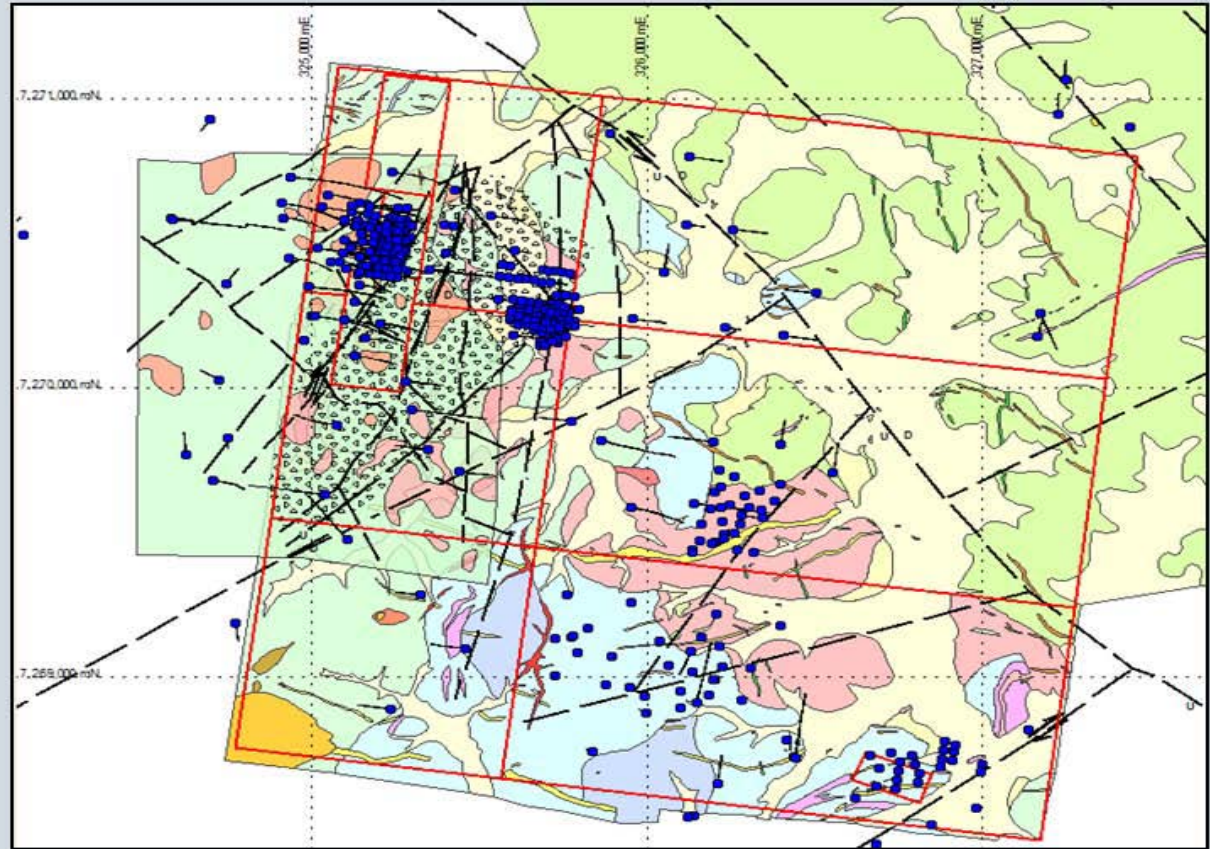 325,000 mE
326,000 mE
327,000 mE
7,271,000 mN
7,270,000 mN
7,269,000 mN
U
D
U D
U
D
U